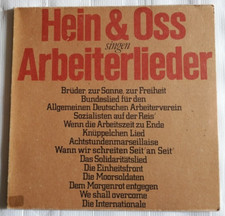 Hein & Oss
singen
Arbeiterlieder
Brüder, zur Sonne, zur Freiheit
Bundeslied für den
Allgemeinen Deutschen Arbeiterverein
Sozialisten auf der Reis'
Wenn die Arbeitszeit zu Ende
Knüppelchen Lied
Achtstundenmarseillaise
Wann wir schreiten Seit' an Seit'
Das Solidaritätslied
Die Einheitsfront
Die Moorsoldaten
Dem Morgenrot entgegen
We shall overcome
Die Internationale